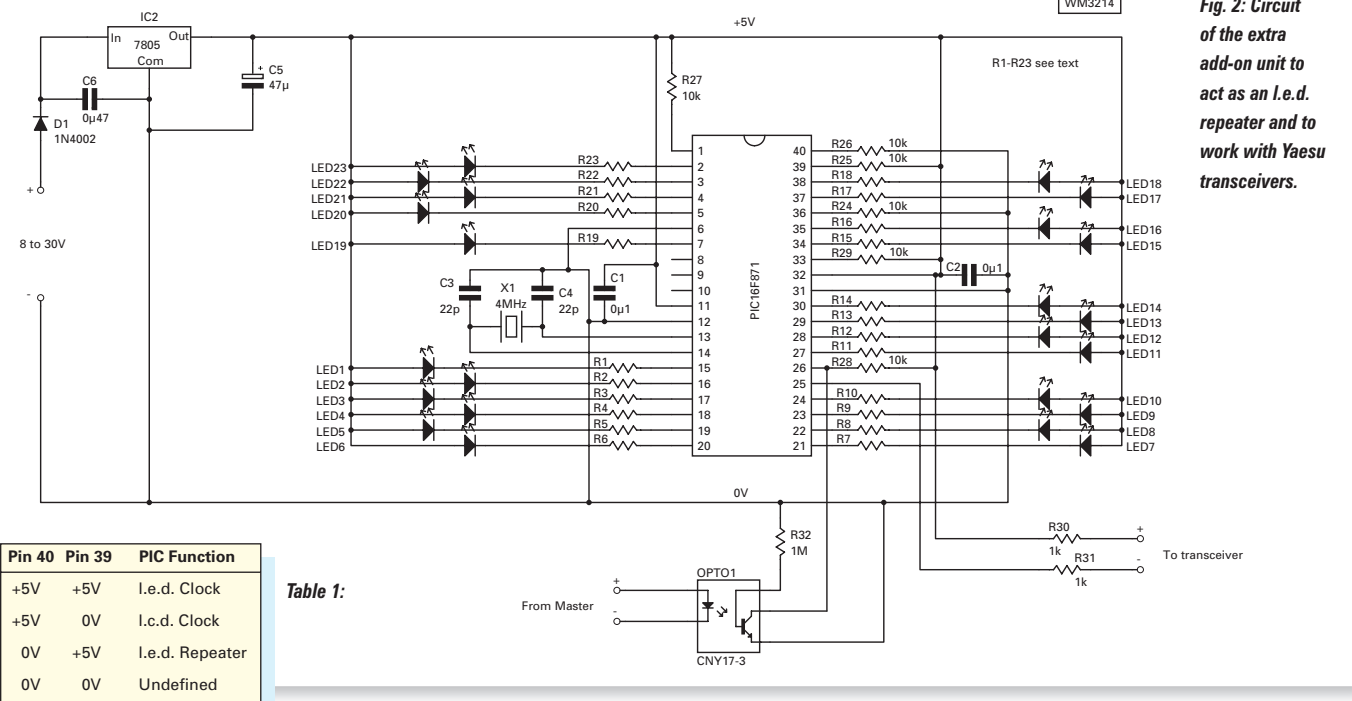 WM3214
Fig. 2: Circuit
of the extra
add-on unit to
act as an l.e.d.
repeater and to
work with Yaesu
transceivers.
+5V
IC2
In
Out
7805
Com
C6
0µ47
+
C5
47µ
D1
1N4002
+
8 to 30V
-
R27
10k
R1-R23 see text
LED23
LED22
LED21
LED20
LED19
R23
R22
R21
R20
R19
C3
22p
X1
4MHz
C4
22p
C1
0µ1
LED1
LED2
LED3
LED4
LED5
LED6
R1
R2
R3
R4
R5
R6
1
2
3
4
5
6
7
8
9
10
11
12
13
14
15
16
17
18
19
20
PIC16F871
40
39
38
37
36
35
34
33
32
31
30
29
28
27
26
25
24
23
22
21
R26 10k
R25 10k
R18
R17
R24 10k
R16
R15
R29 10k
C2 0µ1
R14
R13
R12
R11
R28 10k
R10
R9
R8
R7
LED18
LED17
LED16
LED15
LED14
LED13
LED12
LED11
LED10
LED9
LED8
LED7
0V
R32
1M
R30
1k
R31
1k
+
-
To transceiver
OPTO1
From Master
+
-
CNY17-3
Pin 40 Pin 39 PIC Function
+5V +5V l.e.d. Clock
+5V 0V l.c.d. Clock
0V +5V l.e.d. Repeater
0V 0V Undefined
Table 1: